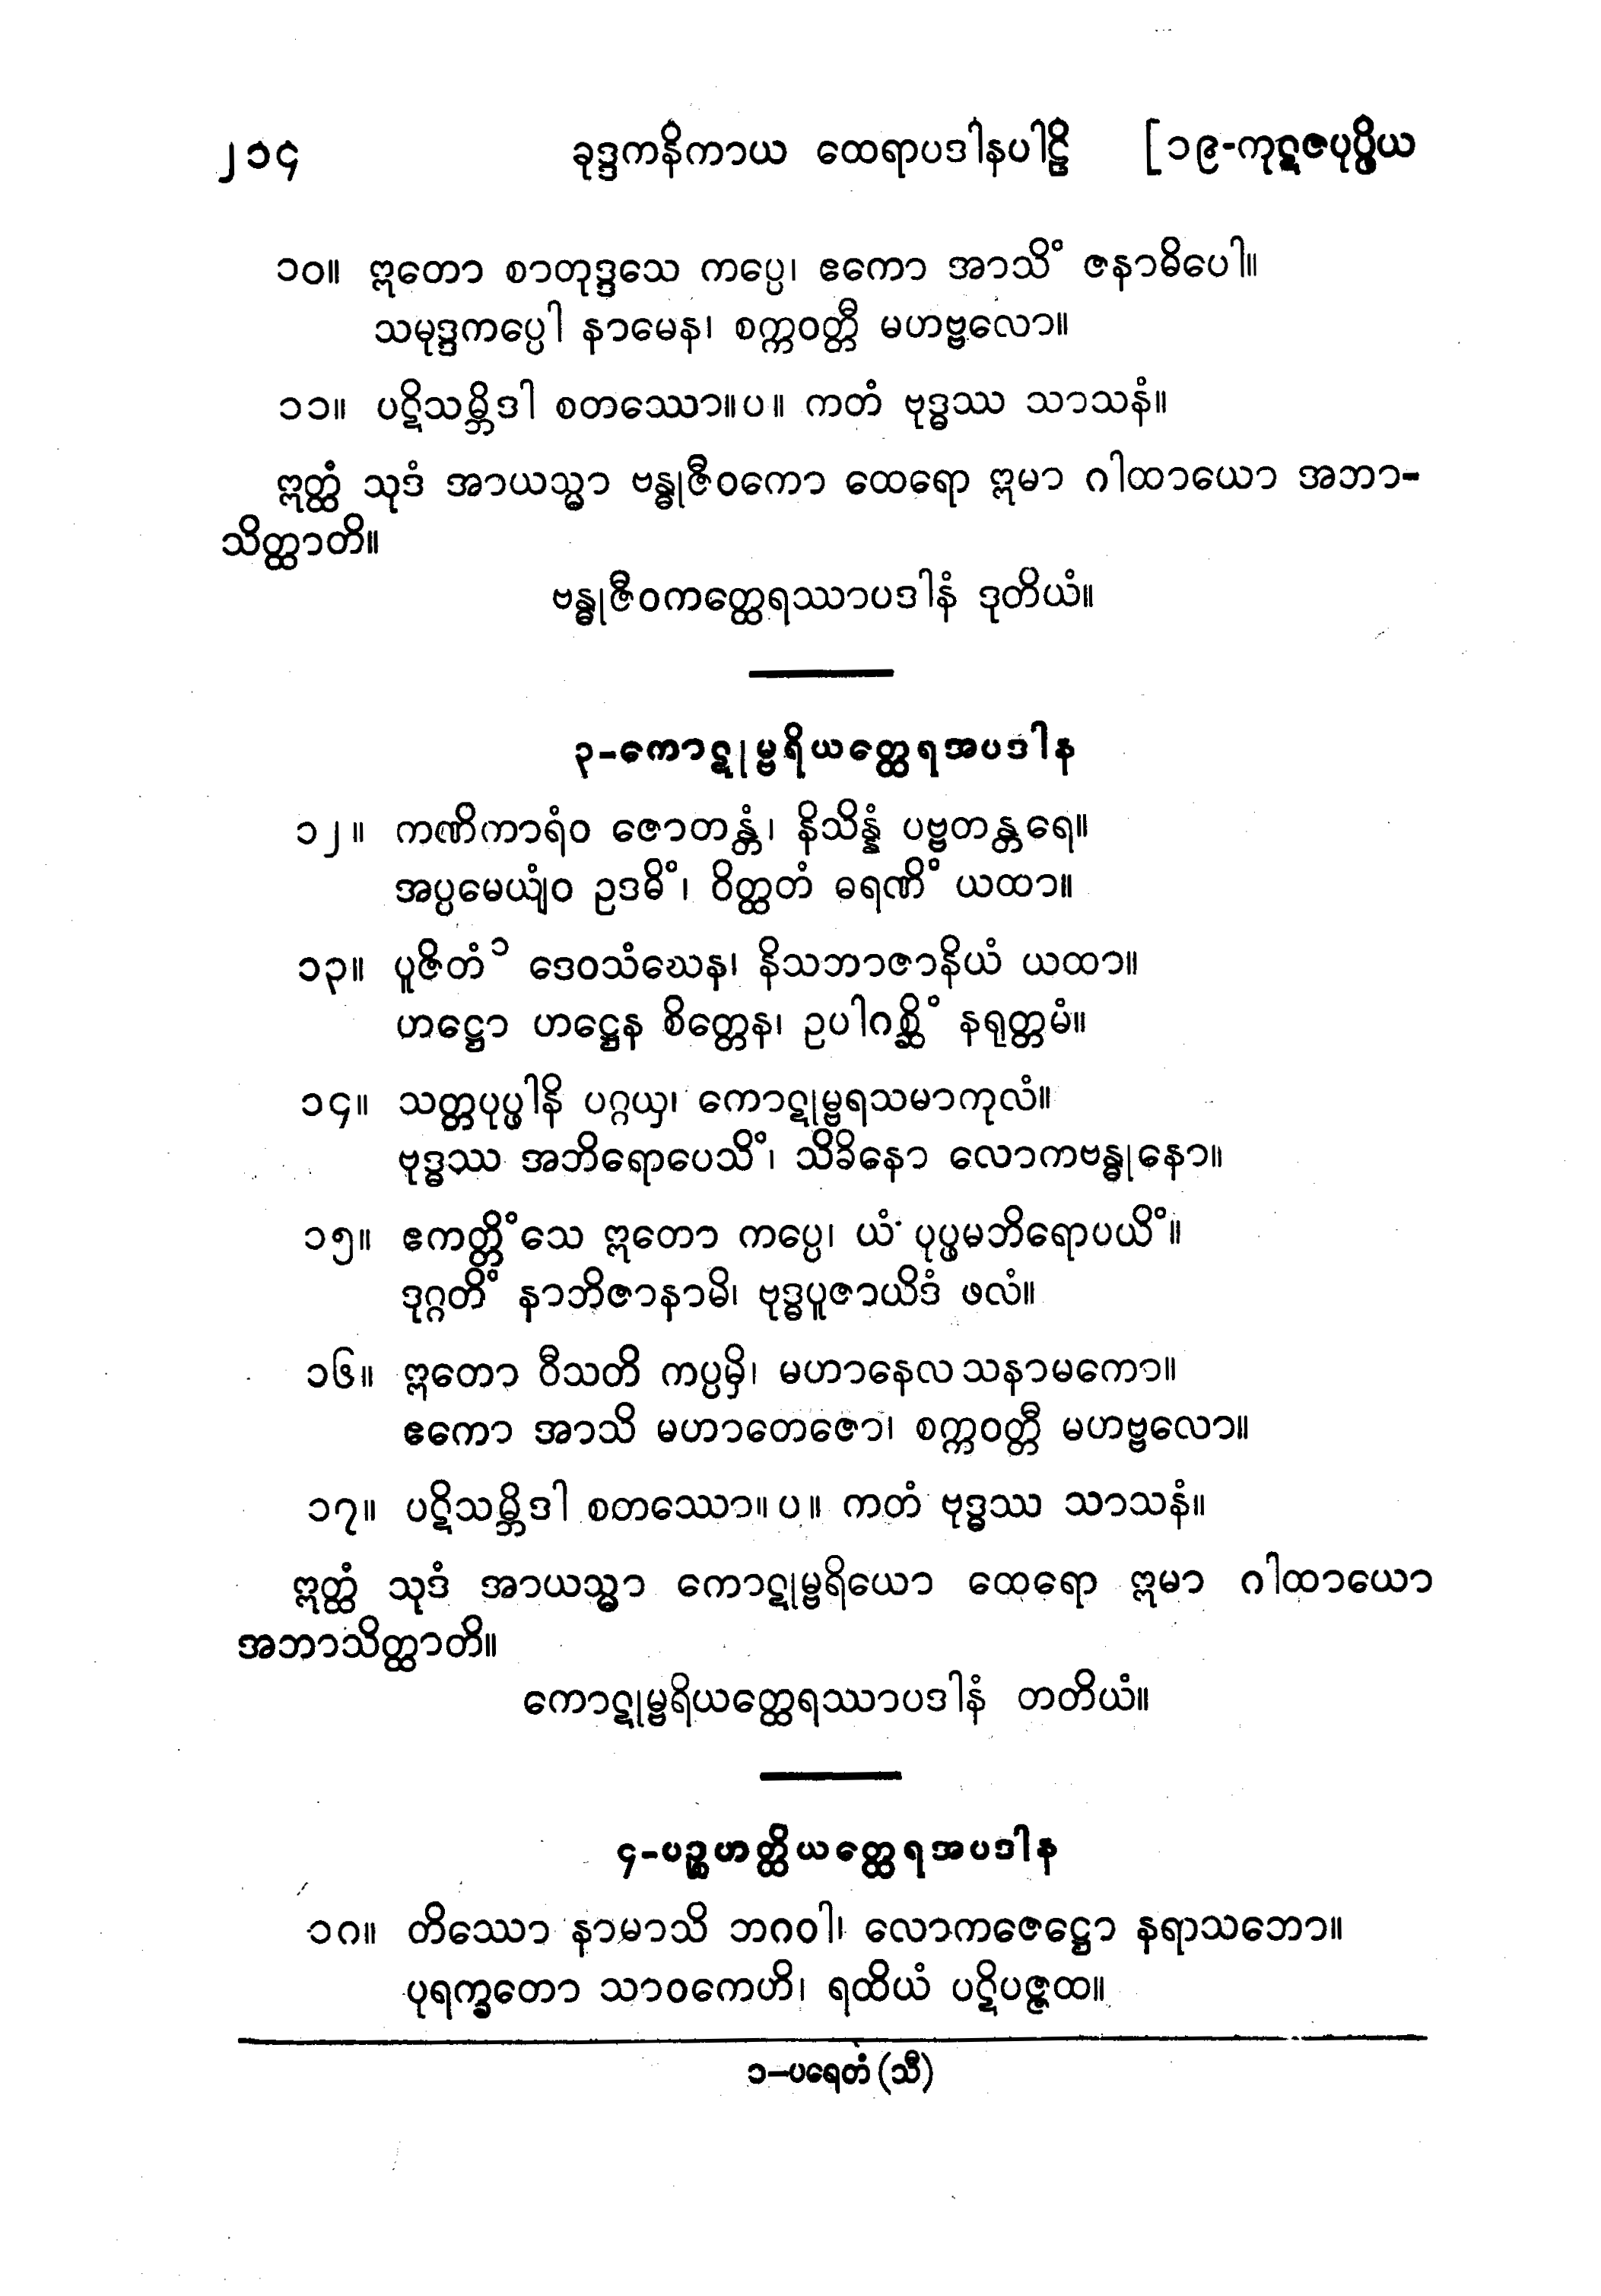 ၂၁၄ ခုဒ္ဒကနိကာယ ထေရာပဒါနပါဠိ [၁၉-ကုဋဇပုပ္ဖိယ
၁၀။ ဣတော စာတုဒ္ဒသေ ကပ္ပေ၊ ဧကော အာသိံ ဇနာဓိပေါ။
သမုဒ္ဒကပ္ပေါ နာမေန၊ စက္ကဝတ္တီ မဟဗ္ဗလော။
၁၁။ ပဋိသမ္ဘိဒါ စတဿော။ပ။ ကတံ ဗုဒ္ဓဿ သာသနံ။
ဣတ္ထံ သုဒံ အာယသ္မာ ဗန္ဓုဇီဝကော ထေရော ဣမာ ဂါထာယော အဘာ-
သိတ္ထာတိ။
ဗန္ဓုဇီဝကတ္ထေရဿာပဒါနံ ဒုတိယံ။
၃-ကောဋုမ္ဗရိယတ္ထေရအပဒါန
၁၂။ ကဏိကာရံဝ ဇောတန္တံ၊ နိသိန္နံ ပဗ္ဗတန္တရေ။
အပ္ပမေယျံဝ ဥဒဓိံ၊ ဝိတ္ထတံ ဓရဏိံ ယထာ။
၁၃။ ပူဇိတံ ၁ ဒေဝသံဃေန၊ နိသဘာဇာနိယံ ယထာ။
ဟဋ္ဌော ဟဋ္ဌေန စိတ္တေန၊ ဥပါဂစ္ဆိံ နရုတ္တမံ။
၁၄။ သတ္တပုပ္ဖါနိ ပဂ္ဂယှ၊ ကောဋုမ္ဗရသမာကုလံ။
ဗုဒ္ဓဿ အဘိရောပေသိံ၊ သိခိနော လောကဗန္ဓုနော။
၁၅။ ဧကတ္တိံသေ ဣတော ကပ္ပေ၊ ယံ ပုပ္ဖမဘိရောပယိံ။
ဒုဂ္ဂတိံ နာဘိဇာနာမိ၊ ဗုဒ္ဓပူဇာယိဒံ ဖလံ။
၁၆။ ဣတော ဝီသတိ ကပ္ပမှိ၊ မဟာနေလသနာမကော။
ဧကော အာသိ မဟာတေဇော၊ စက္ကဝတ္တီ မဟဗ္ဗလော။
၁၇။ ပဋိသမ္ဘိဒါ စတဿော။ပ။ ကတံ ဗုဒ္ဓဿ သာသနံ။
ဣတ္ထံ သုဒံ အာယသ္မာ ကောဋုမ္ဗရိယော ထေရော ဣမာ ဂါထာယော
အဘာသိတ္ထာတိ။
ကောဋုမ္ဗရိယတ္ထေရဿာပဒါနံ တတိယံ။
၄-ပဉ္စဟတ္ထိယတ္ထေရအပဒါန
၁၈။ တိဿော နာမာသိ ဘဂဝါ၊ လောကဇေဋ္ဌော နရာသဘော။
ပုရက္ခတော သာဝကေဟိ၊ ရထိယံ ပဋိပဇ္ဇထ။
၁-ပရေတံ (သီ)